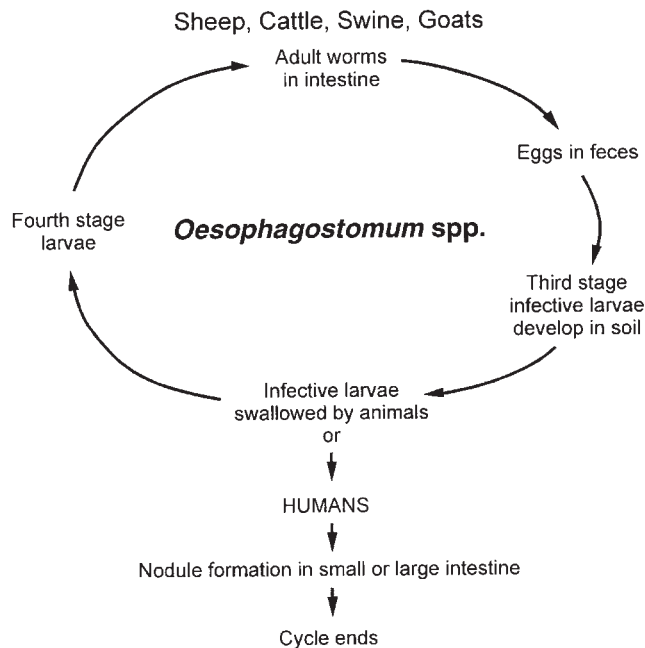 Sheep, Cattle, Swine, Goats
Adult worms
in intestine
Eggs in feces
Fourth stage
larvae
Oesophagostomum spp.
Third stage
infective larvae
develop in soil
Infective larvae
swallowed by animals
or
HUMANS
Nodule formation in small or large intestine
Cycle ends